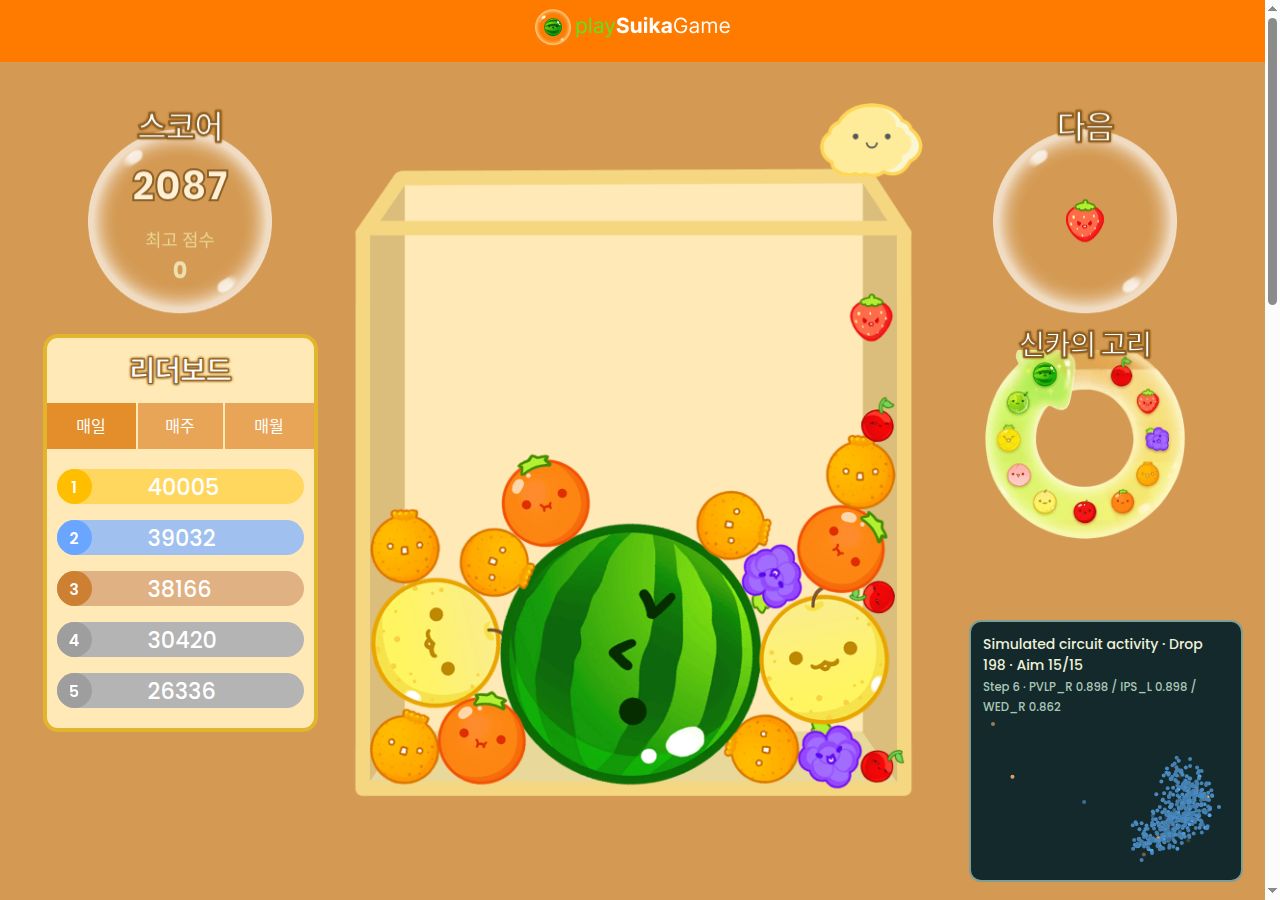 playSuikaGame
스코어
2087
최고 점수
0
다음
신카의 고리
리더보드
매일 매주 매월
1 40005
2 39032
3 38166
4 30420
5 26336
Simulated circuit activity · Drop
198 · Aim 15/15
Step 6 · PVLP_R 0.898 / IPS_L 0.898 /
WED_R 0.862